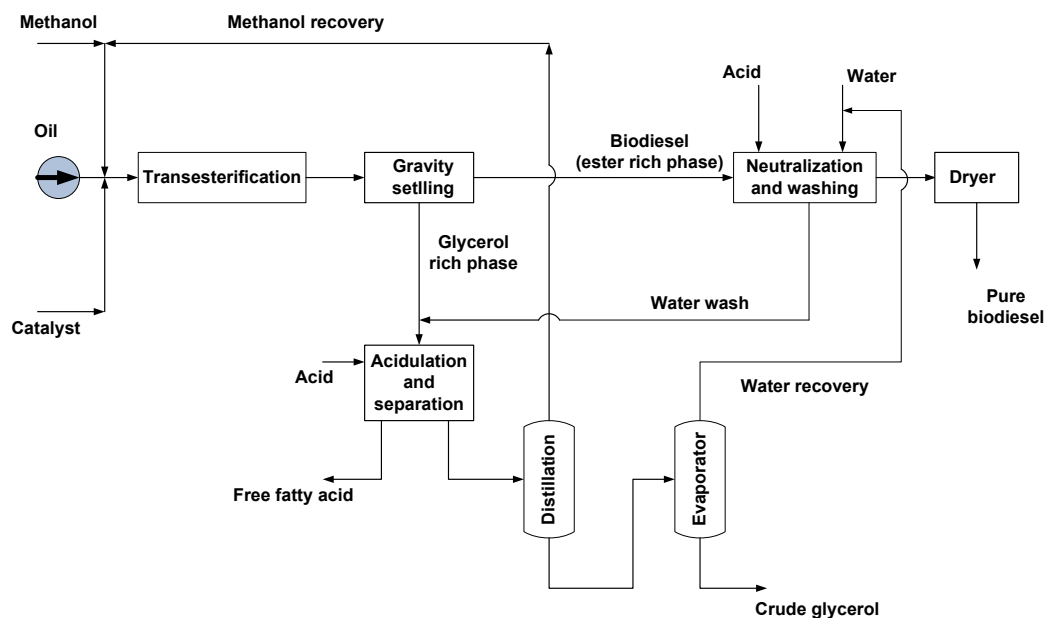 Methanol
Methanol recovery
Acid
Water
Oil
Biodiesel
(ester rich phase)
Transesterification
Gravity
setlling
Neutralization
and washing
Dryer
Glycerol
rich phase
Water wash
Pure
biodiesel
Catalyst
Acid
Acidulation
and
separation
Water recovery
Distillation
Evaporator
Free fatty acid
Crude glycerol